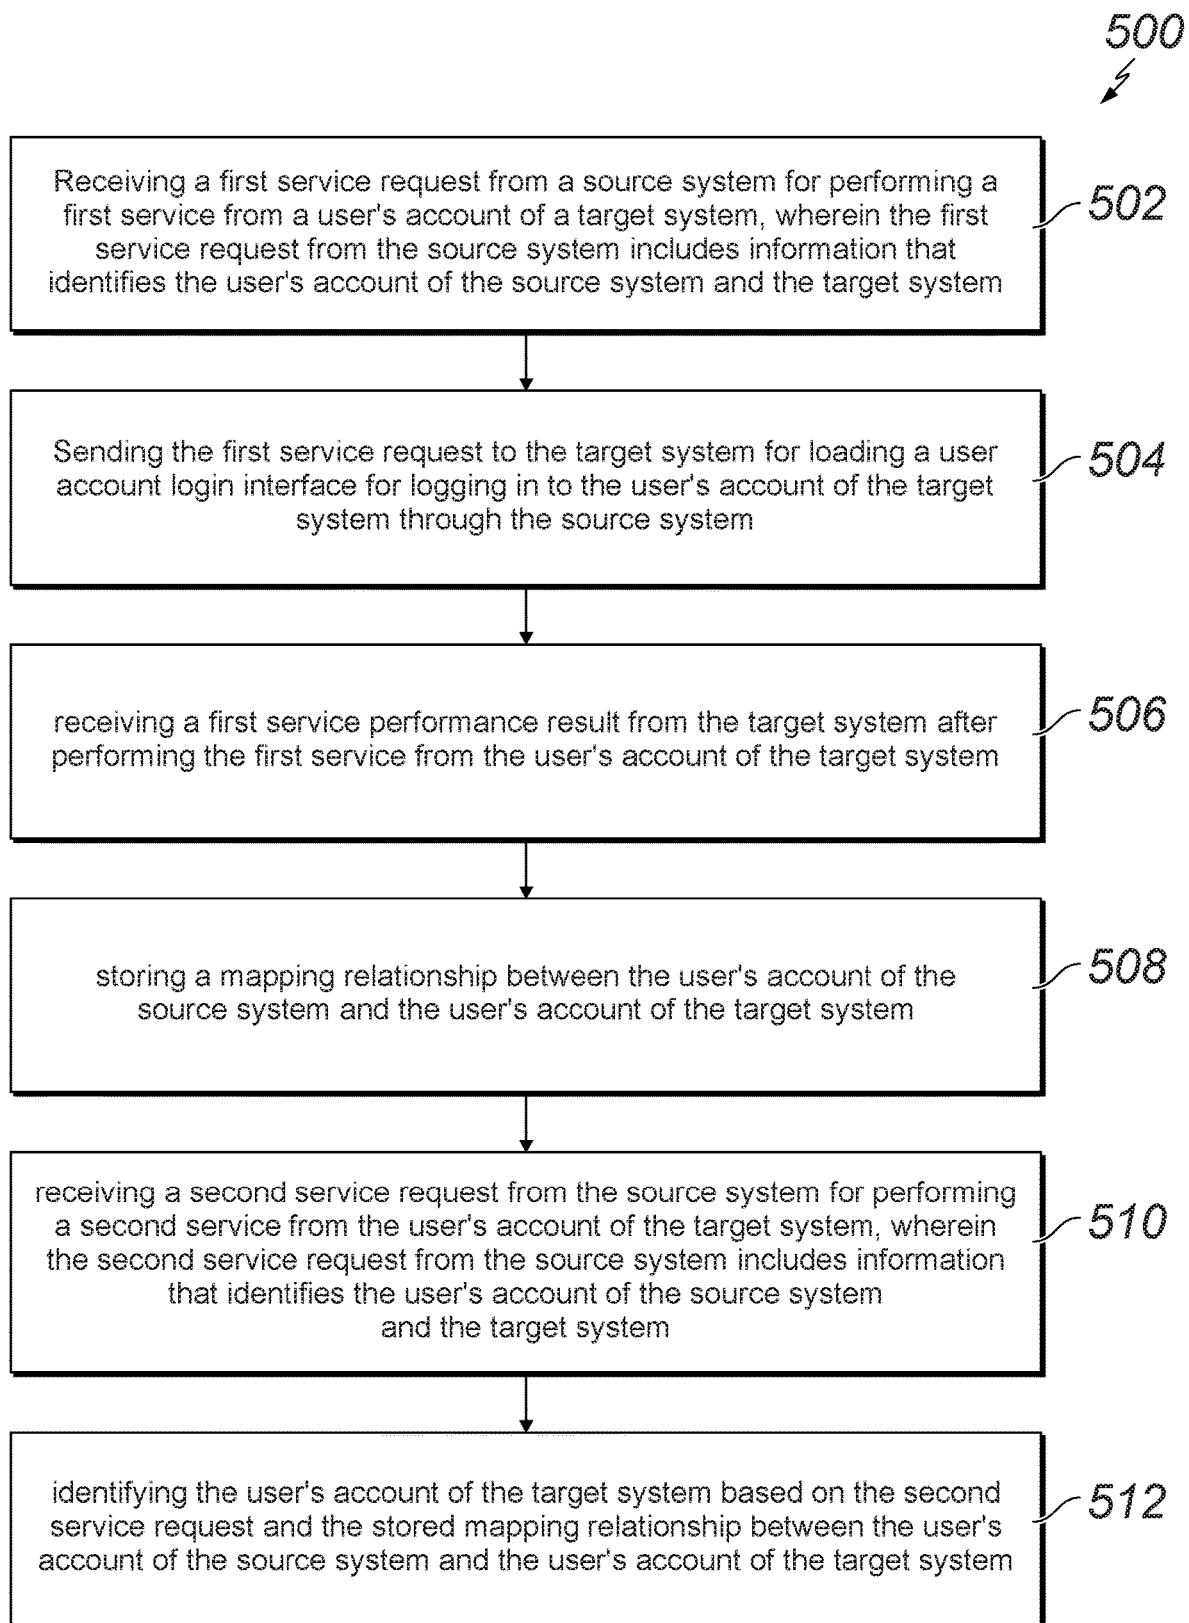 500
Receiving a first service request from a source system for performing a
first service from a user's account of a target system, wherein the first
service request from the source system includes information that
identifies the user's account of the source system and the target system
502
Sending the first service request to the target system for loading a user
account login interface for logging in to the user's account of the target
system through the source system
504
receiving a first service performance result from the target system after
performing the first service from the user's account of the target system
506
storing a mapping relationship between the user's account of the
source system and the user's account of the target system
508
receiving a second service request from the source system for performing
a second service from the user's account of the target system, wherein
the second service request from the source system includes information
that identifies the user's account of the source system
and the target system
510
identifying the user's account of the target system based on the second
service request and the stored mapping relationship between the user's
account of the source system and the user's account of the target system
512